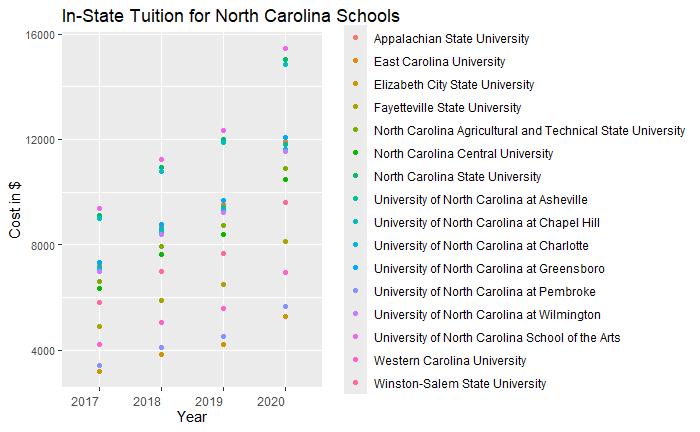 In-State Tuition for North Carolina Schools
16000
12000
8000
4000
Cost in $
2017
2018
2019
2020
Year
Appalachian State University
East Carolina University
Elizabeth City State University
Fayetteville State University
North Carolina Agricultural and Technical State University
North Carolina Central University
North Carolina State University
University of North Carolina at Asheville
University of North Carolina at Chapel Hill
University of North Carolina at Charlotte
University of North Carolina at Greensboro
University of North Carolina at Pembroke
University of North Carolina at Wilmington
University of North Carolina School of the Arts
Western Carolina University
Winston-Salem State University